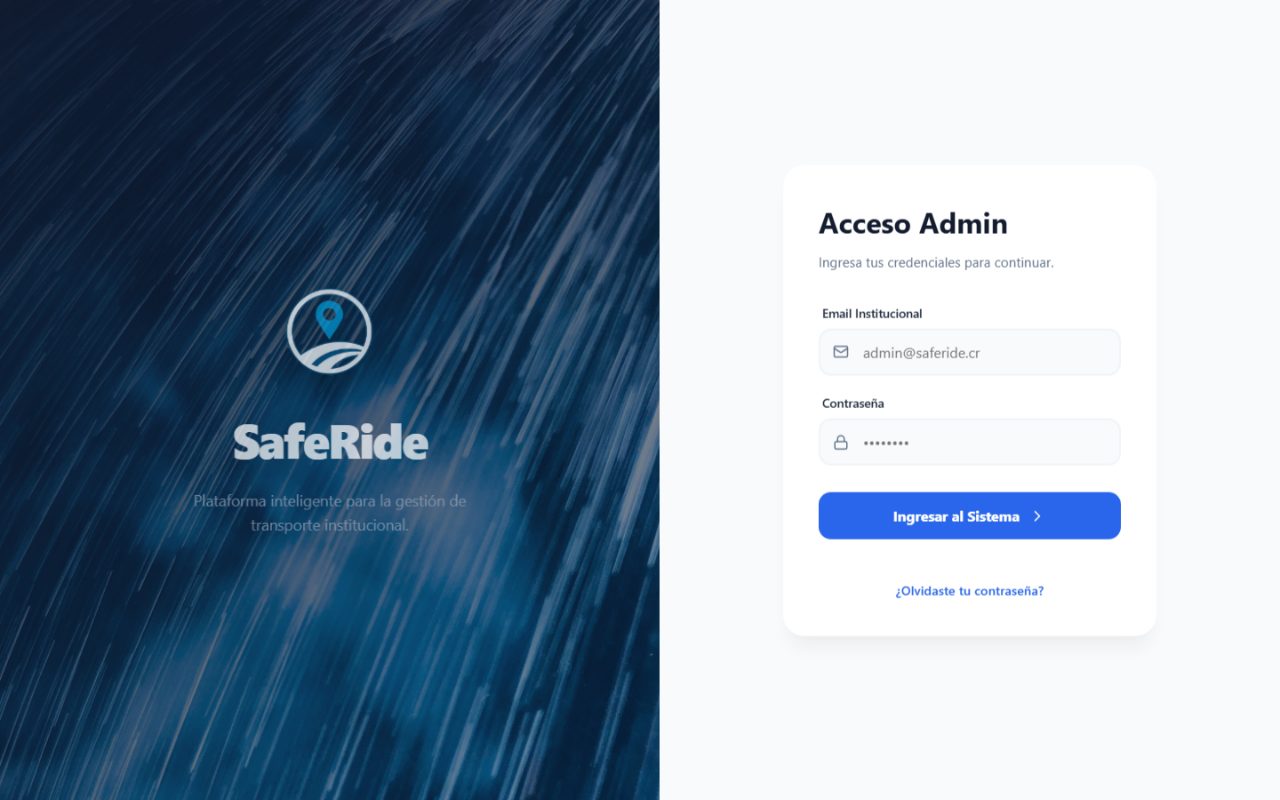 SafeRide
Plataforma inteligente para la gestión de
transporte institucional.
Acceso Admin
Ingresa tus credenciales para continuar.
Email Institucional
admin@saferide.cr
Contraseña
••••••••
Ingresar al Sistema
¿Olvidaste tu contraseña?